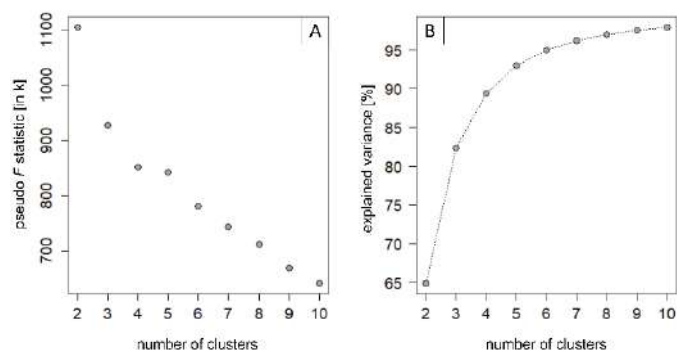 A
pseudo F statistic [in k]
1100
1000
900
800
700
2 3 4 5 6 7 8 9 10
number of clusters
B
explained variance [%]
95
90
85
80
75
70
65
2 3 4 5 6 7 8 9 10
number of clusters